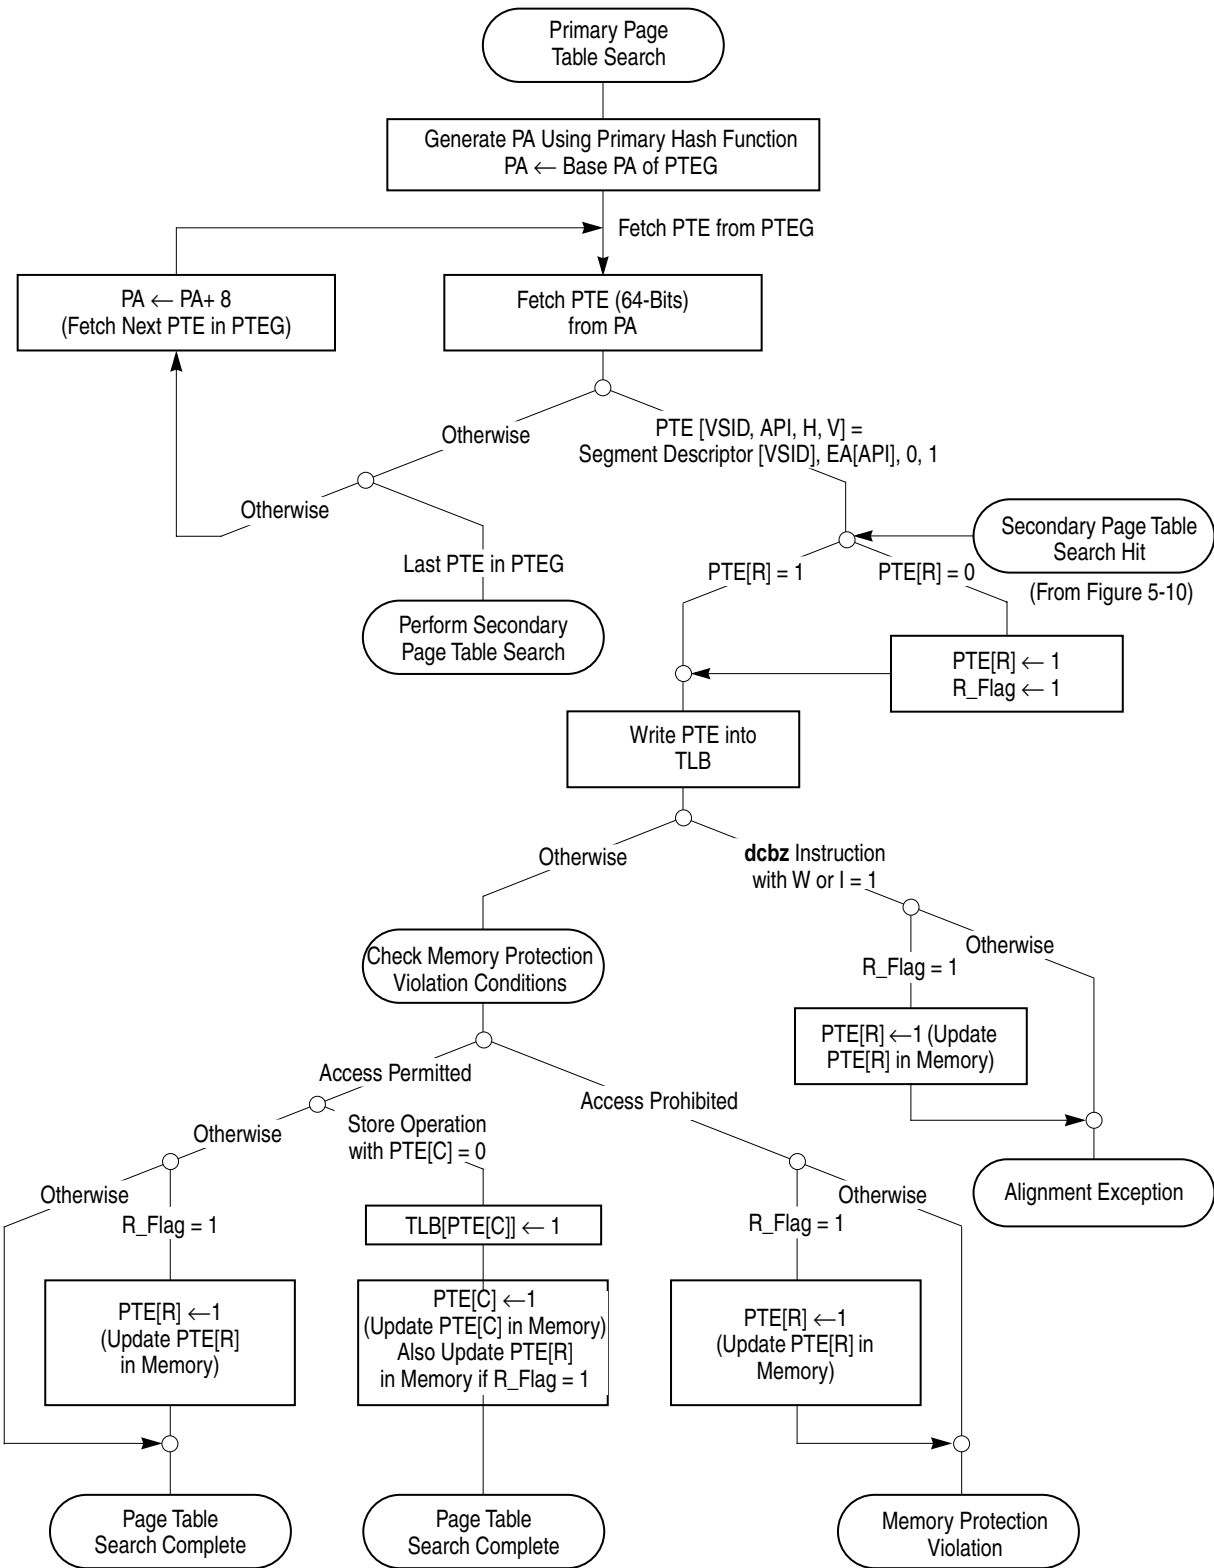 Primary Page
Table Search
Generate PA Using Primary Hash Function
PA ← Base PA of PTEG
Fetch PTE from PTEG
PA ← PA+ 8
(Fetch Next PTE in PTEG)
Fetch PTE (64-Bits)
from PA
Otherwise
PTE [VSID, API, H, V] =
Segment Descriptor [VSID], EA[API], 0, 1
Otherwise
Last PTE in PTEG
Perform Secondary
Page Table Search
Secondary Page Table
Search Hit
(From Figure 5-10)
PTE[R] = 1
PTE[R] = 0
PTE[R] ← 1
R_Flag ← 1
Write PTE into
TLB
Otherwise
dcbz Instruction
with W or I = 1
Check Memory Protection
Violation Conditions
R_Flag = 1
Otherwise
PTE[R] ←1 (Update
PTE[R] in Memory)
Alignment Exception
Access Permitted
Access Prohibited
Otherwise
Store Operation
with PTE[C] = 0
Otherwise
R_Flag = 1
TLB[PTE[C]] ← 1
R_Flag = 1
Otherwise
PTE[R] ←1
(Update PTE[R]
in Memory)
PTE[C] ←1
(Update PTE[C] in Memory)
Also Update PTE[R]
in Memory if R_Flag = 1
PTE[R] ←1
(Update PTE[R] in
Memory)
Page Table
Search Complete
Page Table
Search Complete
Memory Protection
Violation